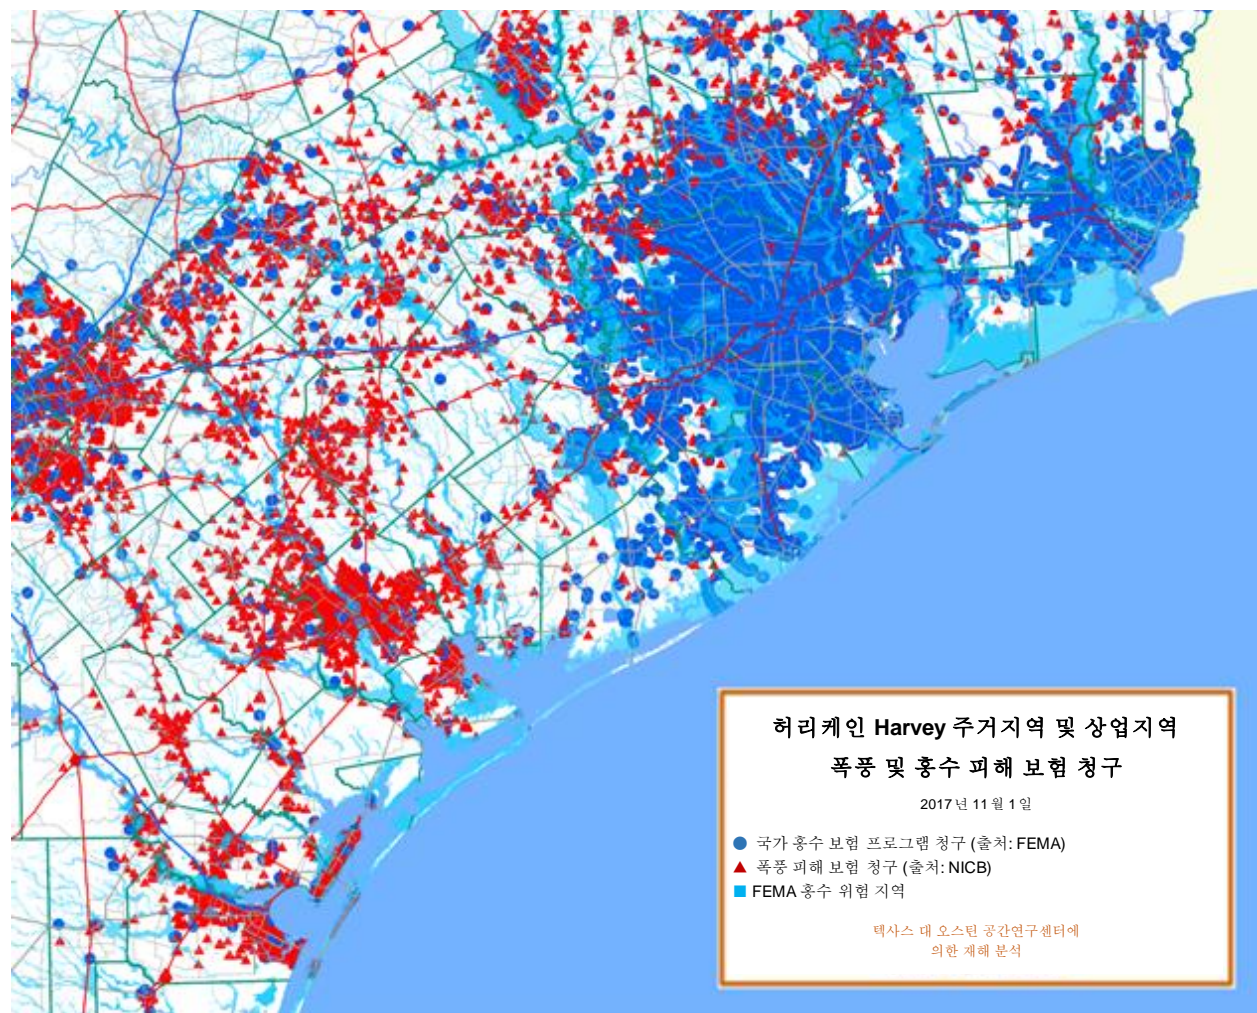 허리케인 Harvey 주거지역 및 상업지역
폭풍 및 홍수 피해 보험 청구
2017년 11월 1일
국가 홍수 보험 프로그램 청구 (출처: FEMA)
폭풍 피해 보험 청구 (출처: NICB)
FEMA 홍수 위험 지역
텍사스 대 오스틴 공간연구센터에
의한 재해 분석